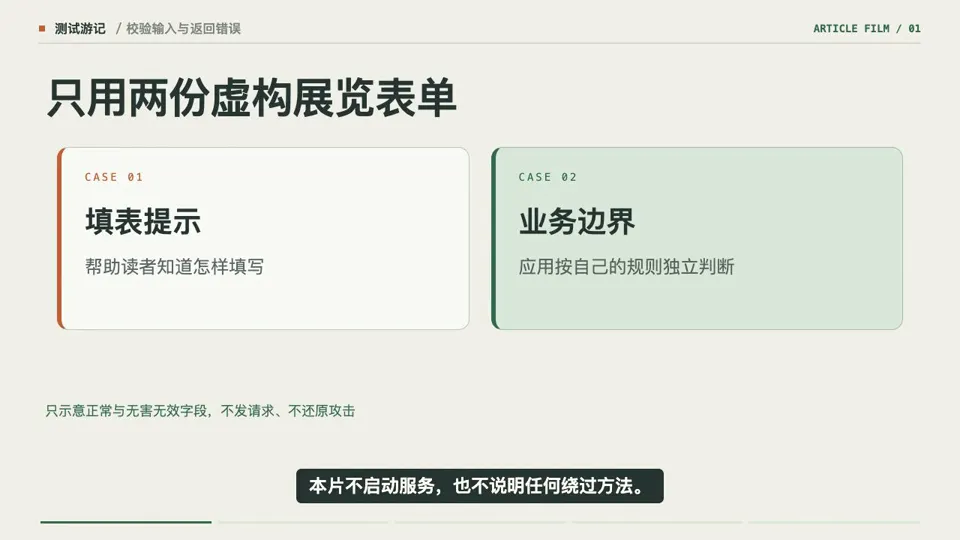 测试游记 / 校验输入与返回错误
ARTICLE FILM / 01
只用两份虚构展览表单
CASE 01
填表提示
帮助读者知道怎样填写
CASE 02
业务边界
应用按自己的规则独立判断
只示意正常与无害无效字段，不发请求、不还原攻击
本片不启动服务，也不说明任何绕过方法。